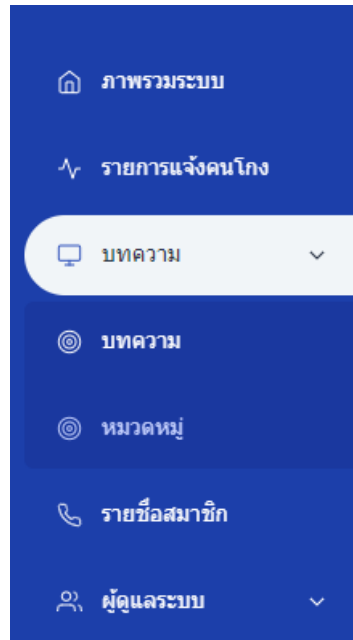 ภาพรวมระบบ
รายการแจ้งคนโกง
บทความ
บทความ
หมวดหมู่
รายชื่อสมาชิก
ผู้ดูแลระบบ